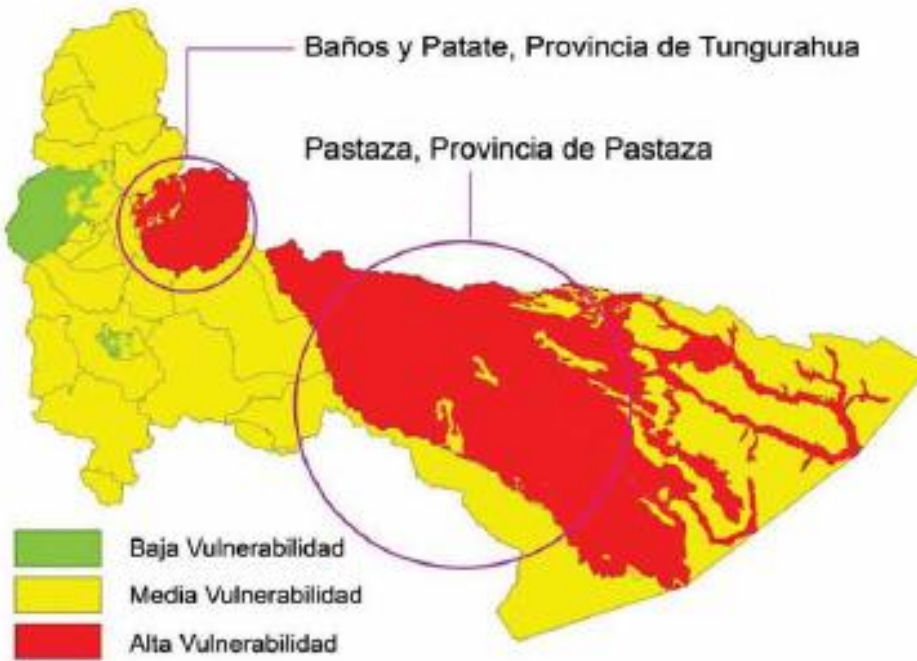 Baños y Patate, Provincia de Tungurahua
Pastaza, Provincia de Pastaza
Baja Vulnerabilidad
Media Vulnerabilidad
Alta Vulnerabilidad